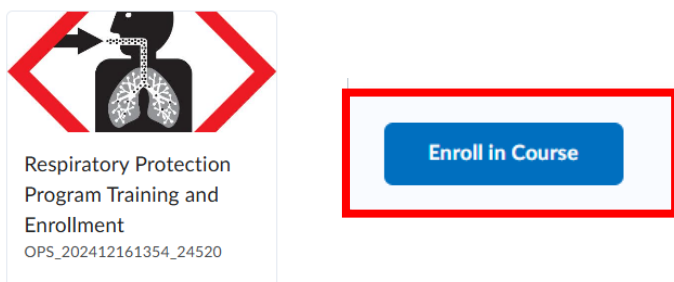 Respiratory Protection
Program Training and
Enrollment
OPS_202412161354_24520
Enroll in Course